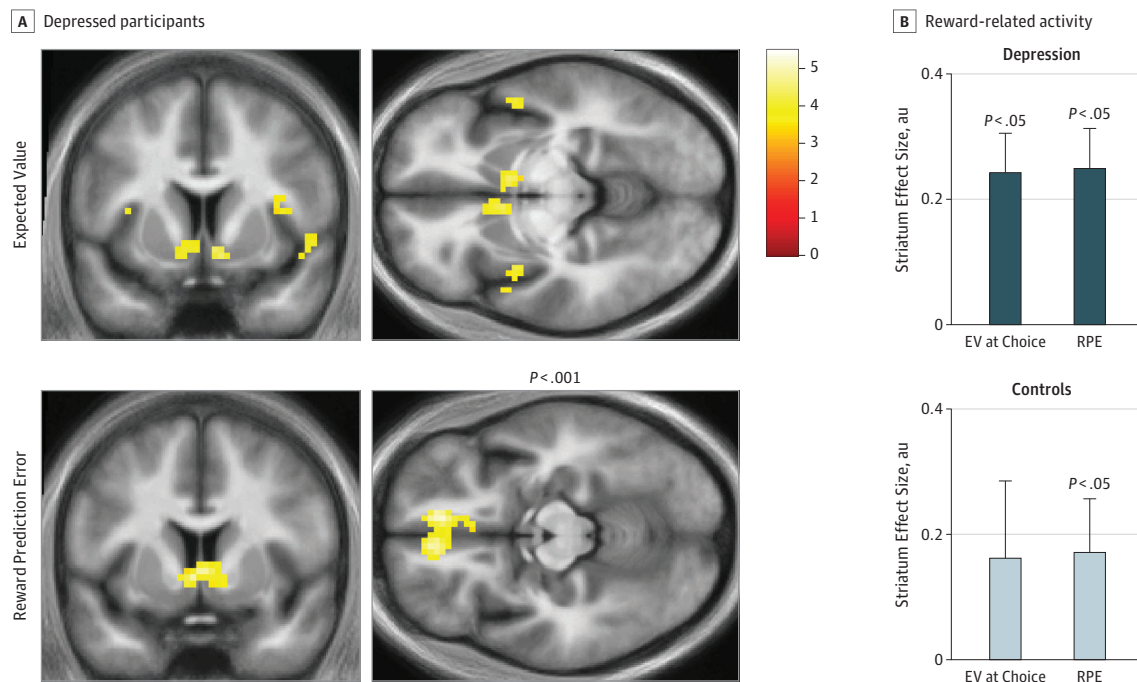 A Depressed participants
Expected Value
5
4
3
2
1
0
P < .001
Reward Prediction Error
B Reward-related activity
Depression
Striatum Effect Size, au
0.4
0.2
0
P < .05
P < .05
EV at Choice
RPE
Controls
Striatum Effect Size, au
0.4
0.2
0
P < .05
EV at Choice
RPE